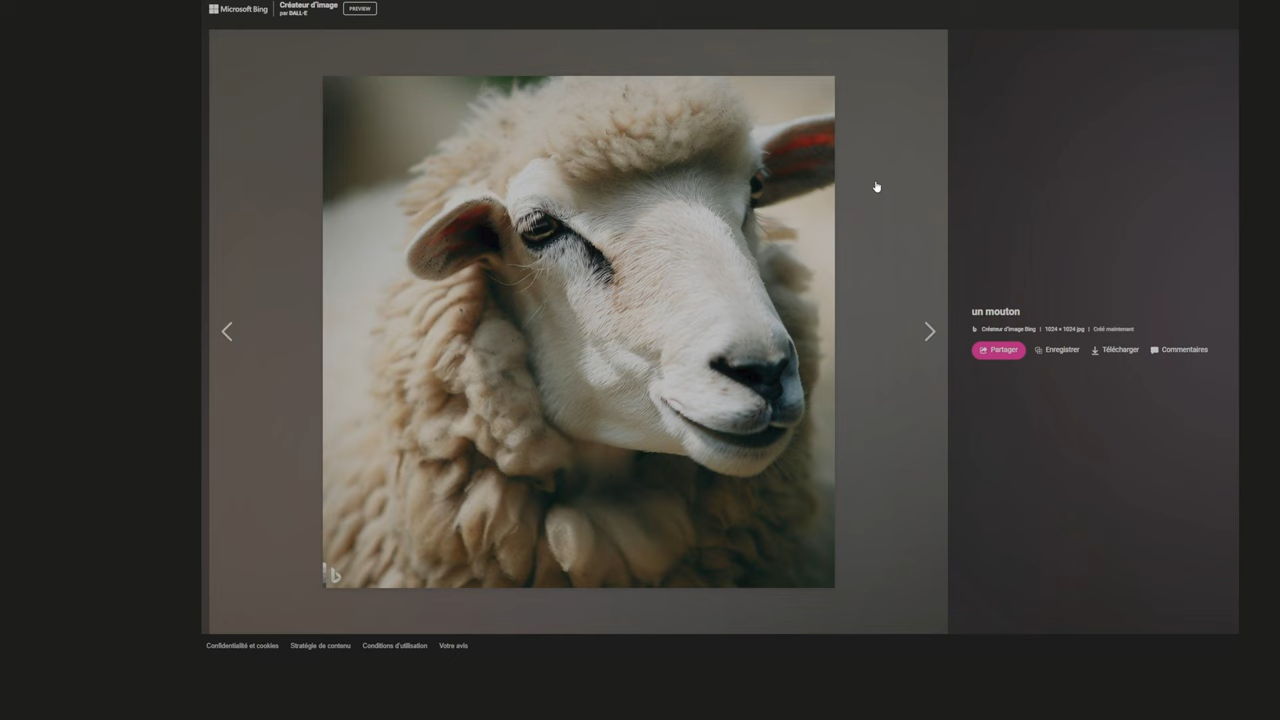 Microsoft Bing
Créateur d'image
par DALL·E
PREVIEW
un mouton
Créateur d'image Bing | 1024 × 1024 jpg | Créé maintenant
Partager Enregistrer Télécharger Commentaires
Confidentialité et cookies Stratégie de contenu Conditions d'utilisation Votre avis